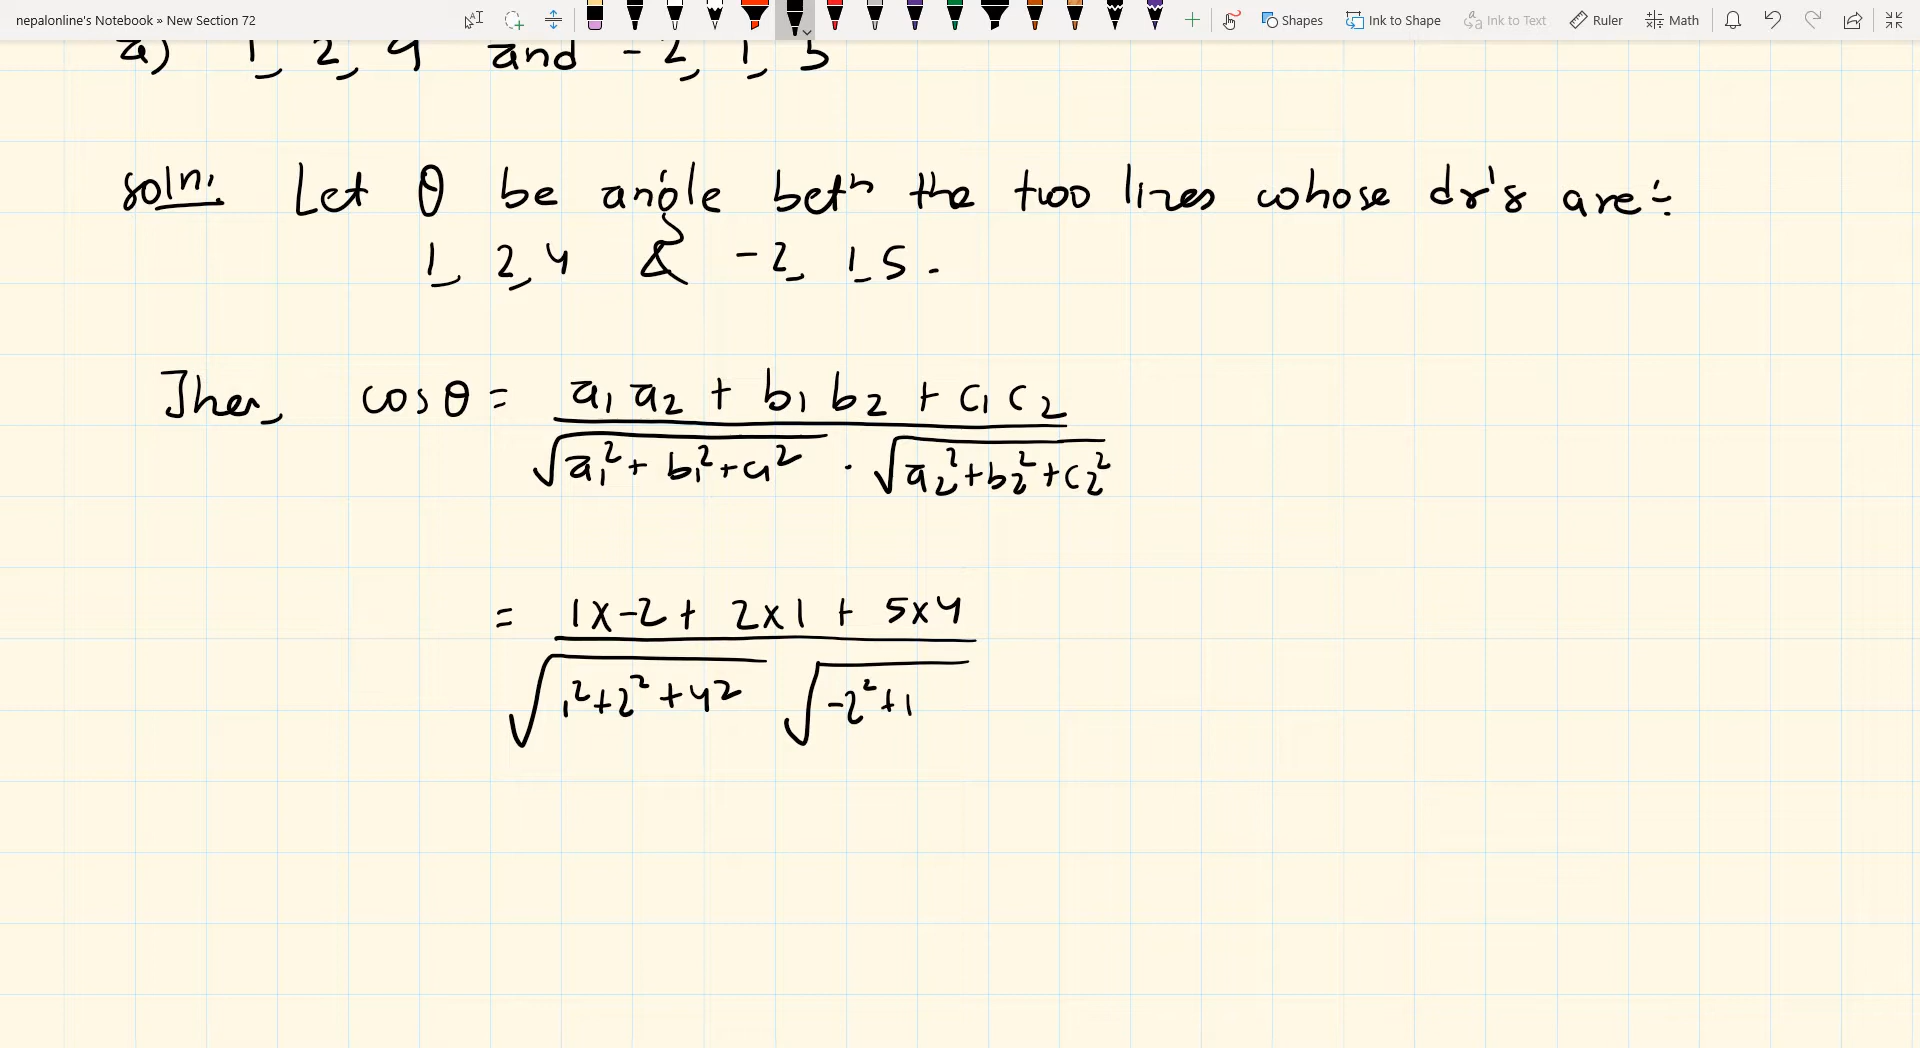 nepalonline's Notebook » New Section 72
Shapes Ink to Shape Ink to Text Ruler Math
a) 1, 2, 4 and -2, 1, 5
soln: Let θ be angle betn the two lines whose dr's are:-
1, 2, 4 & -2, 1, 5.
Then, cos θ = a₁a₂ + b₁b₂ + c₁c₂
√a₁² + b₁² + c₁² · √a₂² + b₂² + c₂²
= 1 x -2 + 2 x 1 + 5 x 4
√1² + 2² + 4² √-2² + 1